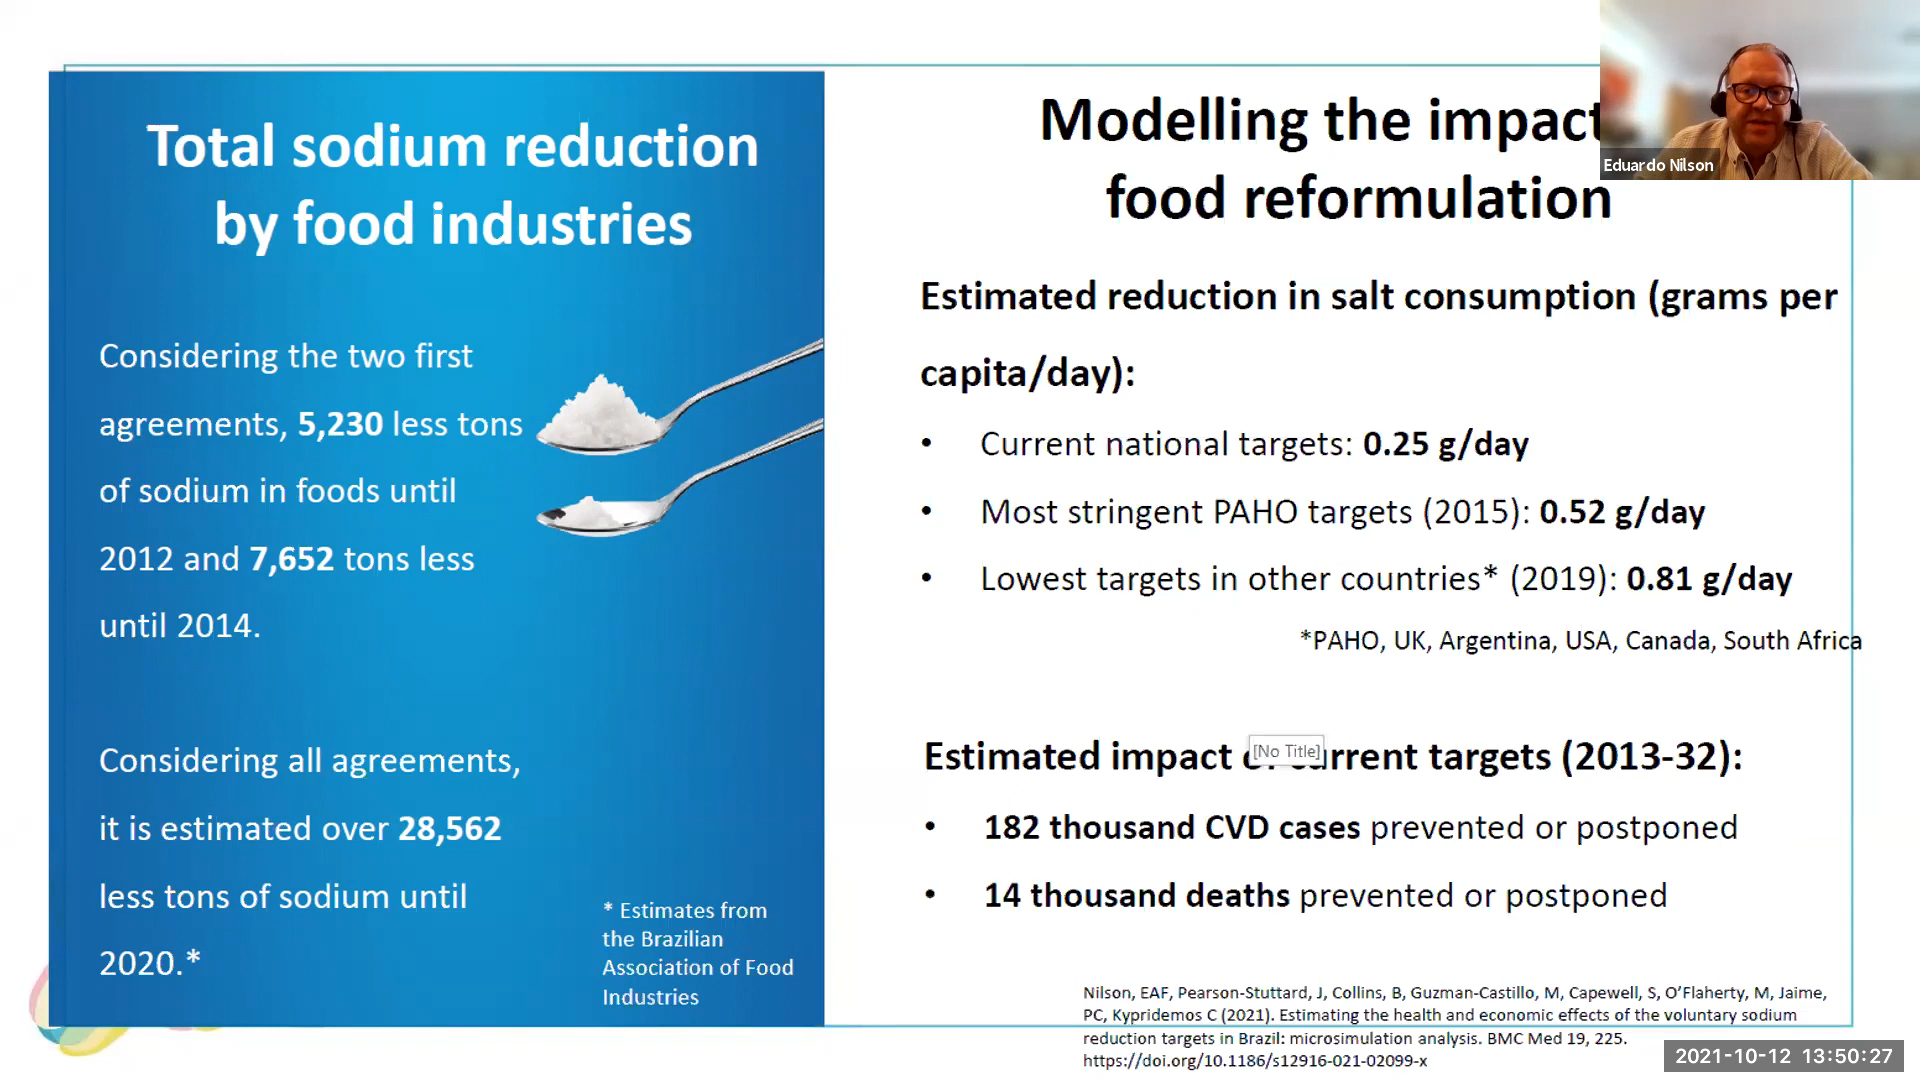 Total sodium reduction
by food industries
Considering the two first
agreements, 5,230 less tons
of sodium in foods until
2012 and 7,652 tons less
until 2014.
Considering all agreements,
it is estimated over 28,562
less tons of sodium until
2020.*
* Estimates from
the Brazilian
Association of Food
Industries
Modelling the impact
food reformulation
Eduardo Nilson
Estimated reduction in salt consumption (grams per
capita/day):
• Current national targets: 0.25 g/day
• Most stringent PAHO targets (2015): 0.52 g/day
• Lowest targets in other countries* (2019): 0.81 g/day
*PAHO, UK, Argentina, USA, Canada, South Africa
Estimated impact [No Title] targets (2013-32):
• 182 thousand CVD cases prevented or postponed
• 14 thousand deaths prevented or postponed
Nilson, EAF, Pearson-Stuttard, J, Collins, B, Guzman-Castillo, M, Capewell, S, O’Flaherty, M, Jaime,
PC, Kypridemos C (2021). Estimating the health and economic effects of the voluntary sodium
reduction targets in Brazil: microsimulation analysis. BMC Med 19, 225.
https://doi.org/10.1186/s12916-021-02099-x
2021-10-12 13:50:27